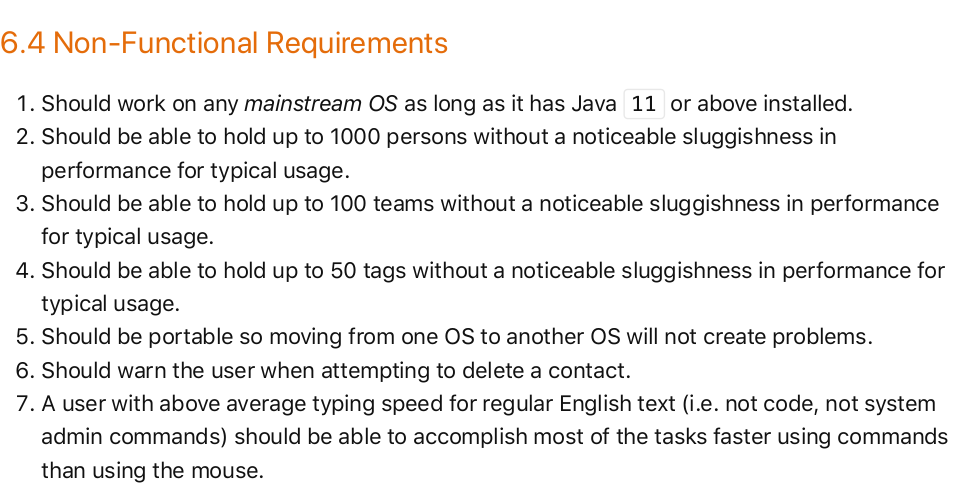 6.4 Non-Functional Requirements
1. Should work on any mainstream OS as long as it has Java 11 or above installed.
2. Should be able to hold up to 1000 persons without a noticeable sluggishness in
performance for typical usage.
3. Should be able to hold up to 100 teams without a noticeable sluggishness in performance
for typical usage.
4. Should be able to hold up to 50 tags without a noticeable sluggishness in performance for
typical usage.
5. Should be portable so moving from one OS to another OS will not create problems.
6. Should warn the user when attempting to delete a contact.
7. A user with above average typing speed for regular English text (i.e. not code, not system
admin commands) should be able to accomplish most of the tasks faster using commands
than using the mouse.